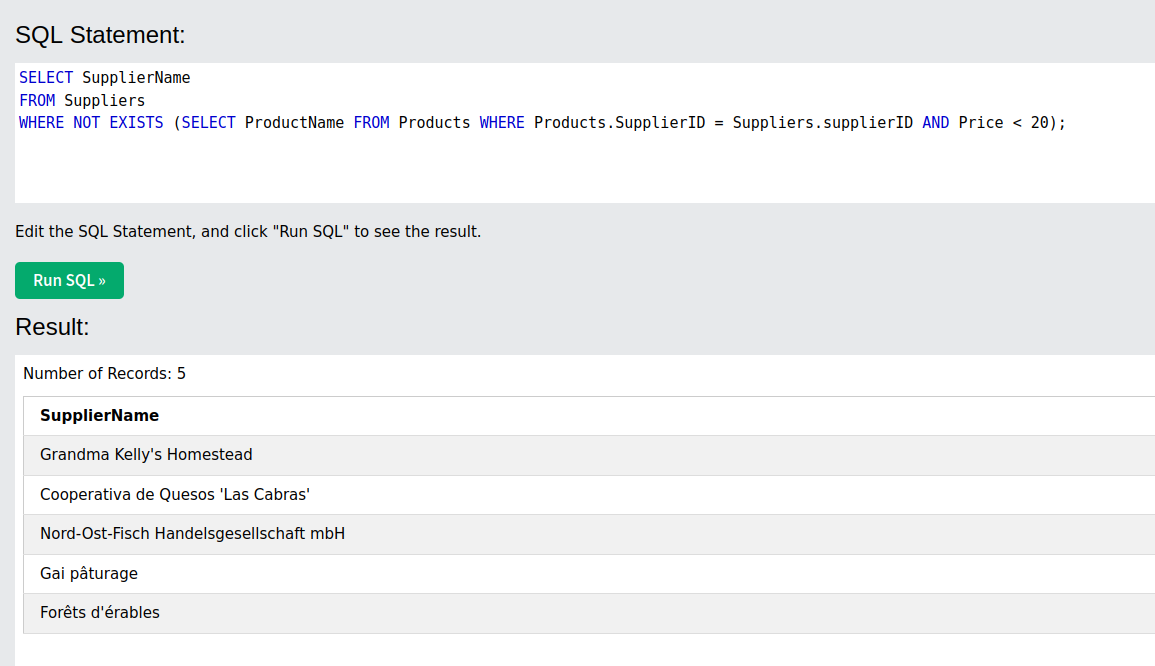 SQL Statement:
SELECT SupplierName
FROM Suppliers
WHERE NOT EXISTS (SELECT ProductName FROM Products WHERE Products.SupplierID = Suppliers.supplierID AND Price < 20);
Edit the SQL Statement, and click "Run SQL" to see the result.
Run SQL »
Result:
Number of Records: 5
SupplierName
Grandma Kelly's Homestead
Cooperativa de Quesos 'Las Cabras'
Nord-Ost-Fisch Handelsgesellschaft mbH
Gai pâturage
Forêts d'érables